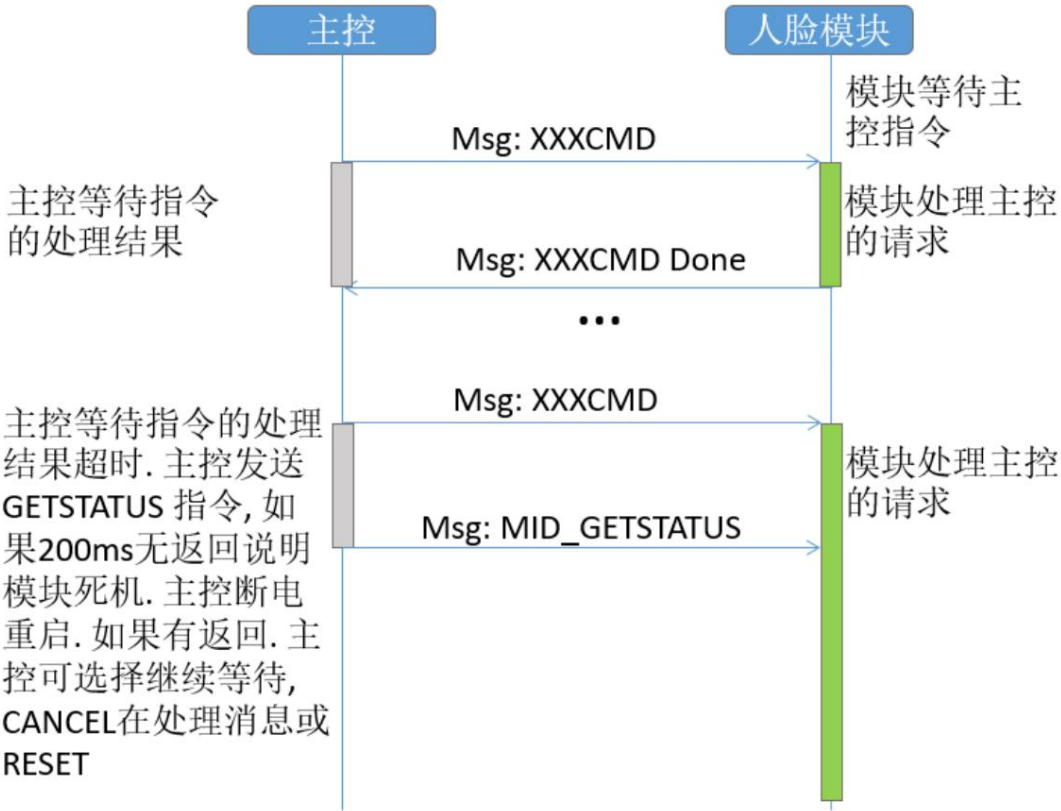 主控
人脸模块
模块等待主
控指令
Msg: XXXCMD
主控等待指令
的处理结果
模块处理主控
的请求
Msg: XXXCMD Done
...
Msg: XXXCMD
主控等待指令的处理
结果超时. 主控发送
GETSTATUS 指令, 如
果200ms无返回说明
模块死机. 主控断电
重启. 如果有返回. 主
控可选择继续等待,
CANCEL在处理消息或
RESET
模块处理主控
的请求
Msg: MID_GETSTATUS